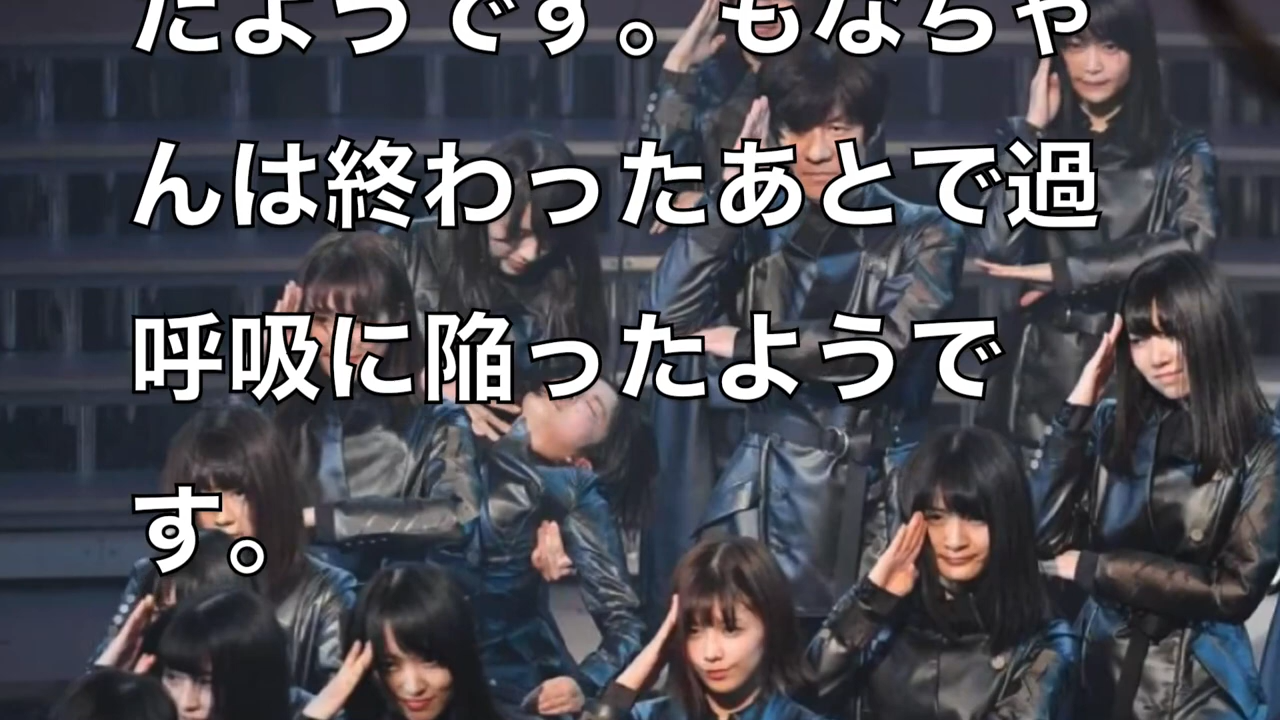 たようです。もなちゃ
んは終わったあとで過
呼吸に陥ったようで
す。